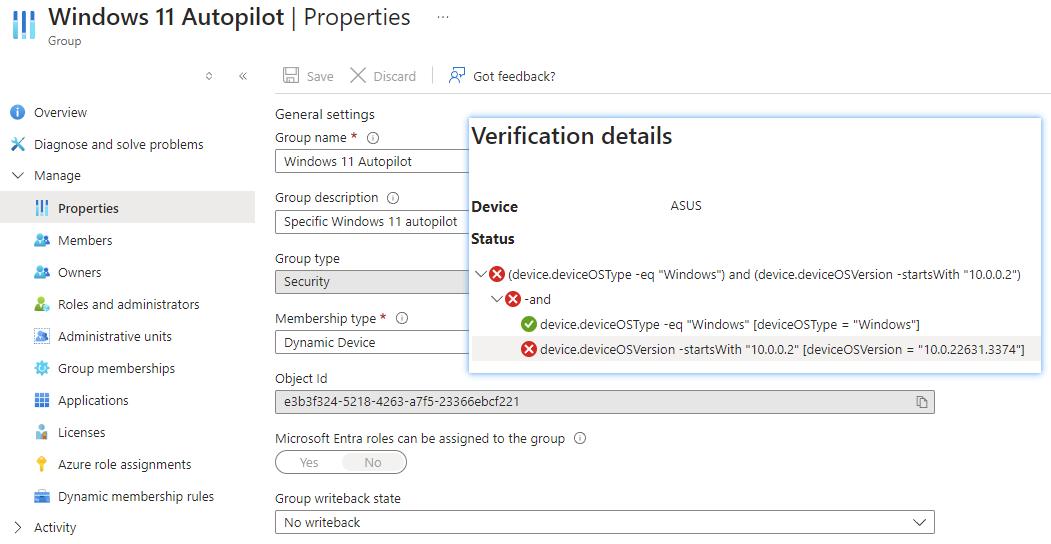 Windows 11 Autopilot | Properties ...
Group
Save Discard Got feedback?
Overview
Diagnose and solve problems
Manage
Properties
Members
Owners
Roles and administrators
Administrative units
Group memberships
Applications
Licenses
Azure role assignments
Dynamic membership rules
Activity
General settings
Group name *
Windows 11 Autopilot
Group description
Specific Windows 11 autopilot
Group type
Security
Membership type *
Dynamic Device
Object Id
e3b3f324-5218-4263-a7f5-23366ebcf221
Microsoft Entra roles can be assigned to the group
Yes No
Group writeback state
No writeback
Verification details
Device ASUS
Status
(device.deviceOSType -eq "Windows") and (device.deviceOSVersion -startsWith "10.0.0.2")
-and
device.deviceOSType -eq "Windows" [deviceOSType = "Windows"]
device.deviceOSVersion -startsWith "10.0.0.2" [deviceOSVersion = "10.0.22631.3374"]